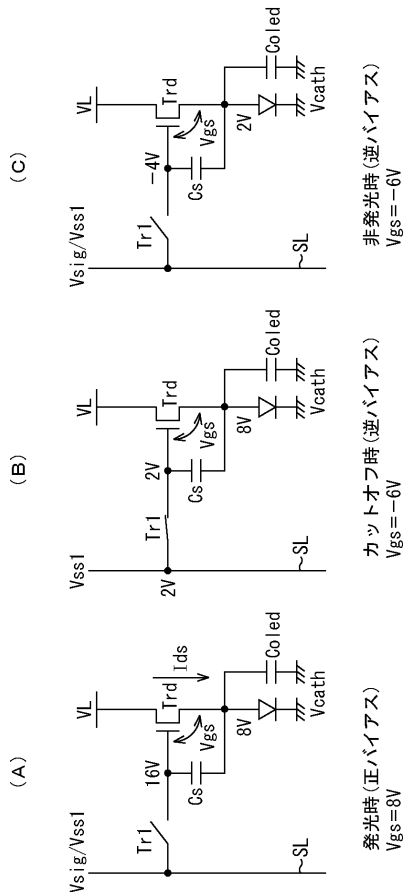 (A)
Vsig/Vss1
VL
Tr1
16V
Trd
Ids
Vgs
Cs
8V
Coled
Vcath
SL
発光時(正バイアス)
Vgs=8V
(B)
Vss1
VL
Tr1
2V
2V
Trd
Vgs
Cs
8V
Coled
Vcath
SL
カットオフ時(逆バイアス)
Vgs=-6V
(C)
Vsig/Vss1
VL
Tr1
-4V
Trd
Vgs
Cs
2V
Coled
Vcath
SL
非発光時(逆バイアス)
Vgs=-6V